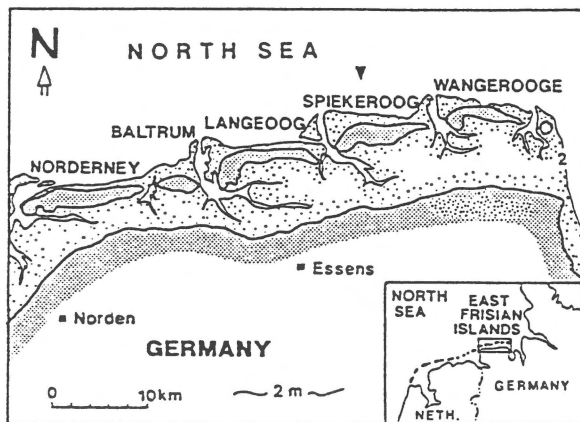 N
NORTH SEA
WANGEROOGE
SPIEKEROOG
LANGEOOG
BALTRUM
NORDERNEY
2
Essens
Norden
GERMANY
0 10km
2 m
NORTH
SEA
EAST
FRISIAN
ISLANDS
GERMANY
NETH.